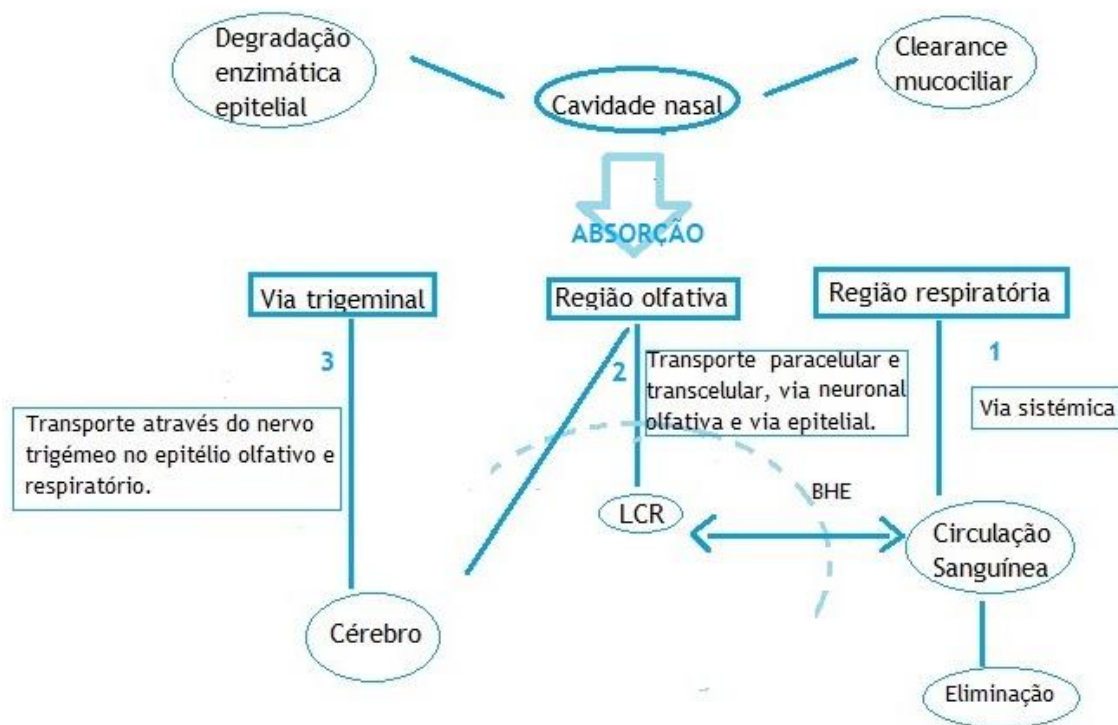 Degradação
enzimática
epitelial
Clearance
mucociliar
Cavidade nasal
ABSORÇÃO
Via trigeminal
Região olfativa
Região respiratória
3
2
1
Transporte paracelular e
transcelular, via neuronal
olfativa e via epitelial.
Via sistémica
Transporte através do nervo
trigémeo no epitélio olfativo e
respiratório.
BHE
LCR
Circulação
Sanguínea
Cérebro
Eliminação